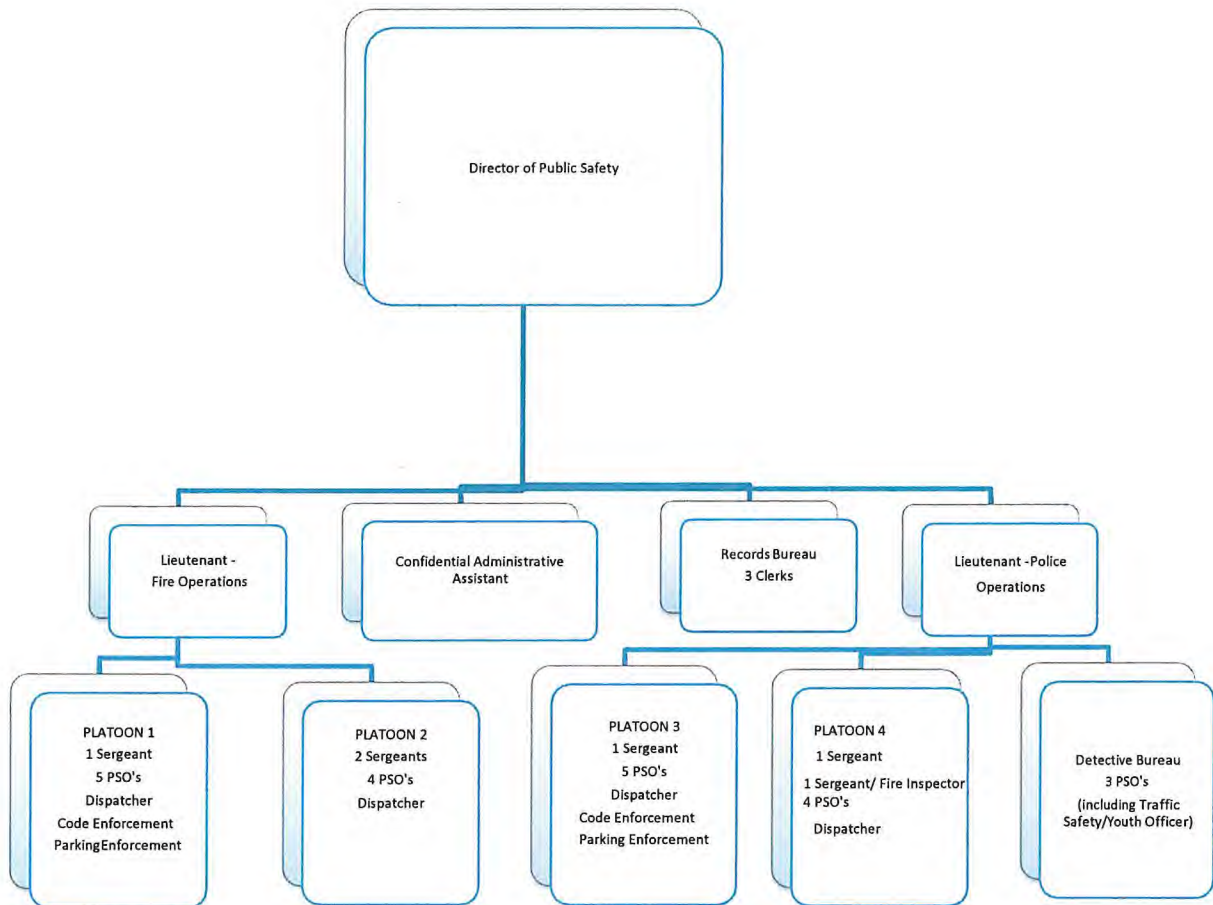 Director of Public Safety
Lieutenant -
Fire Operations
Confidential Administrative
Assistant
Records Bureau
3 Clerks
Lieutenant -Police
Operations
PLATOON 1
1 Sergeant
5 PSO's
Dispatcher
Code Enforcement
ParkingEnforcement
PLATOON 2
2 Sergeants
4 PSO's
Dispatcher
PLATOON 3
1 Sergeant
5 PSO's
Dispatcher
Code Enforcement
Parking Enforcement
PLATOON 4
1 Sergeant
1 Sergeant/ Fire Inspector
4 PSO's
Dispatcher
Detective Bureau
3 PSO's
(including Traffic
Safety/Youth Officer)